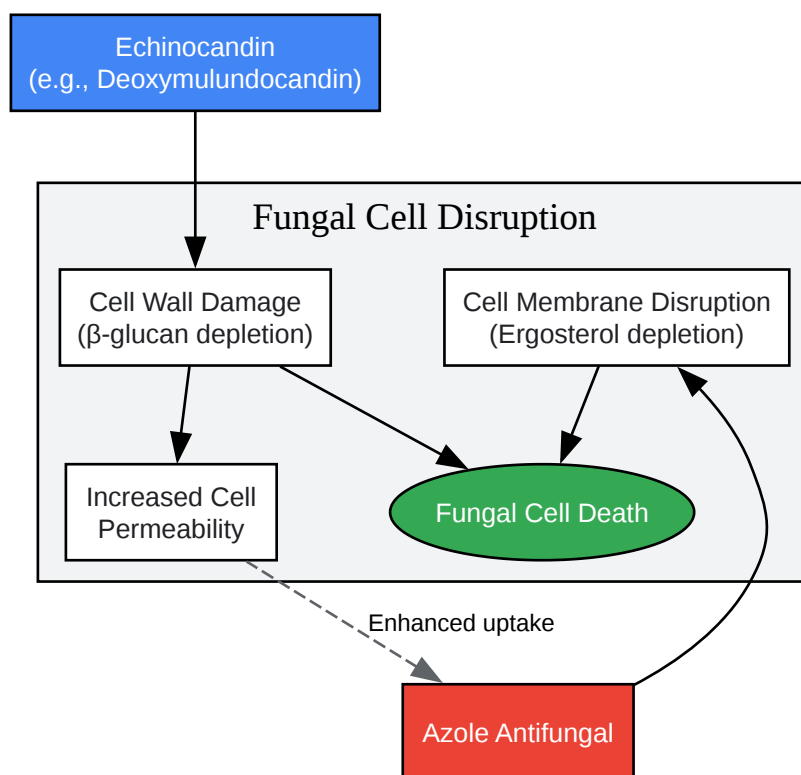 Echinocandin
(e.g., Deoxymulundocandin)
Fungal Cell Disruption
Cell Wall Damage
(β-glucan depletion)
Cell Membrane Disruption
(Ergosterol depletion)
Increased Cell
Permeability
Fungal Cell Death
Enhanced uptake
Azole Antifungal